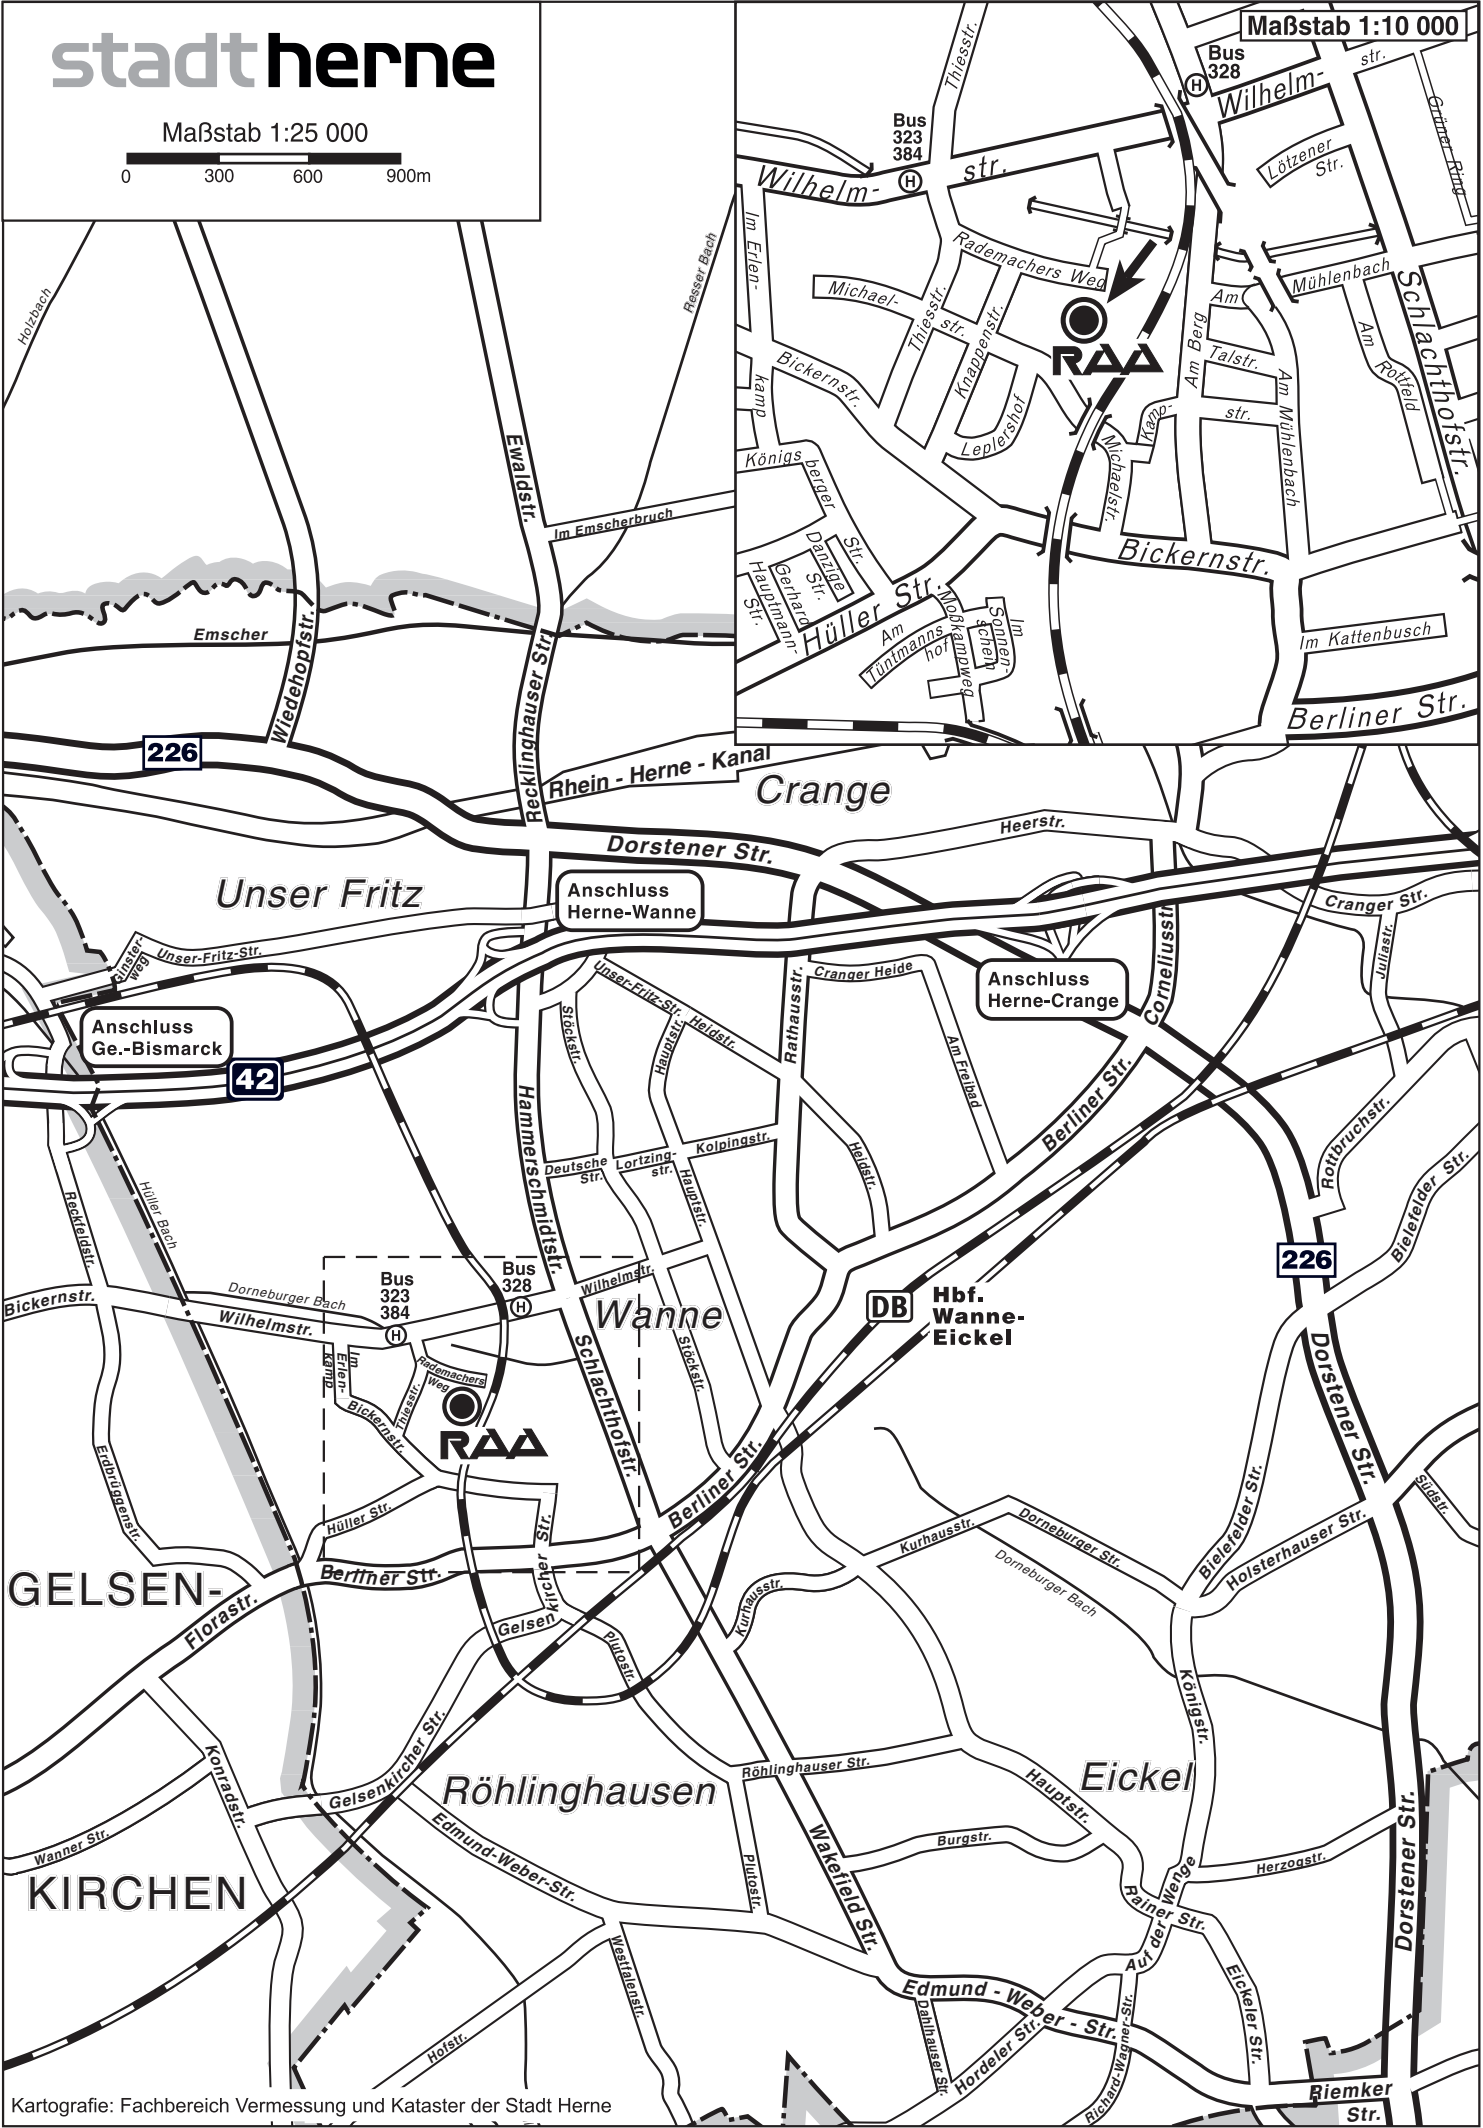 stadtherne
Maßstab 1:25 000
0 300 600 900m
Maßstab 1:10 000
Thiesstr.
Bus
328
Wilhelm-
str.
Grüner Ring
Bus
323
384
H
H
Wilhelm-
str.
Lötzener
Str.
Im Erlen-
kamp
Rademachers Weg
Michael-
str.
Thiesstr.
Knappenstr.
RAA
Am
Mühlenbach
Am Berg
Talstr.
Am
Rottfeld
Schlachthofstr.
Bickernstr.
Leplershof
Kamp-
str.
Am Mühlenbach
Michaelstr.
Königs
berger
Str.
Danzige
Str.
Gerhard
Hauptmann-
Str.
Hüller Str.
Bickernstr.
Am
Tüntmanns
hof
Moßkampweg
Im
Sonnen-
schein
Im Kattenbusch
Berliner Str.
Holzbach
Resser Bach
Ewaldstr.
Im Emscherbruch
Emscher
Wiedehopfstr.
Recklinghauser Str.
226
Rhein - Herne - Kanal
Crange
Dorstener Str.
Heerstr.
Unser Fritz
Anschluss
Herne-Wanne
Cranger Str.
Ginster-
weg
Unser-Fritz-Str.
Unser-Fritz-Str.
Cranger Heide
Anschluss
Herne-Crange
Corneliusstr.
Juliastr.
Anschluss
Ge.-Bismarck
42
Stöckstr.
Hauptstr.
Heidstr.
Rathausstr.
Am Freibad
Berliner Str.
Hammerschmidtstr.
Deutsche
Str.
Lortzing-
str.
Kolpingstr.
Hauptstr.
Heidstr.
Rottbruchstr.
Bielefelder Str.
Reckfeldstr.
Hüller Bach
226
Bickernstr.
Dorneburger Bach
Wilhelmstr.
Bus
323
384
H
Bus
328
H
Wilhelmstr.
Wanne
DB
Hbf.
Wanne-
Eickel
Im
Erlen-
kamp
Rademachers
Weg
Thiesstr.
Bickernstr.
RAA
Schlachthofstr.
Stöckstr.
Dorstener Str.
Erdbrüggenstr.
Hüller Str.
Berliner Str.
Berliner Str.
Südstr.
Kurhausstr.
Dorneburger Str.
Dorneburger Bach
Bielefelder Str.
Holsterhauser Str.
GELSEN-
Florastr.
Gelsen
kircher Str.
Plutostr.
Kurhausstr.
Königstr.
Konradstr.
Gelsenkircher Str.
Röhlinghausen
Röhlinghauser Str.
Eickel
Hauptstr.
Wanner Str.
Edmund-Weber-Str.
Plutostr.
Wakefield Str.
Burgstr.
Herzogstr.
Dorstener Str.
KIRCHEN
Rainer Str.
Auf der Wenge
Westfalenstr.
Hofstr.
Edmund - Weber - Str.
Dahlhauser Str.
Hordeler Str.
Richard-Wagner-Str.
Eickeler Str.
Riemker
Str.
Kartografie: Fachbereich Vermessung und Kataster der Stadt Herne